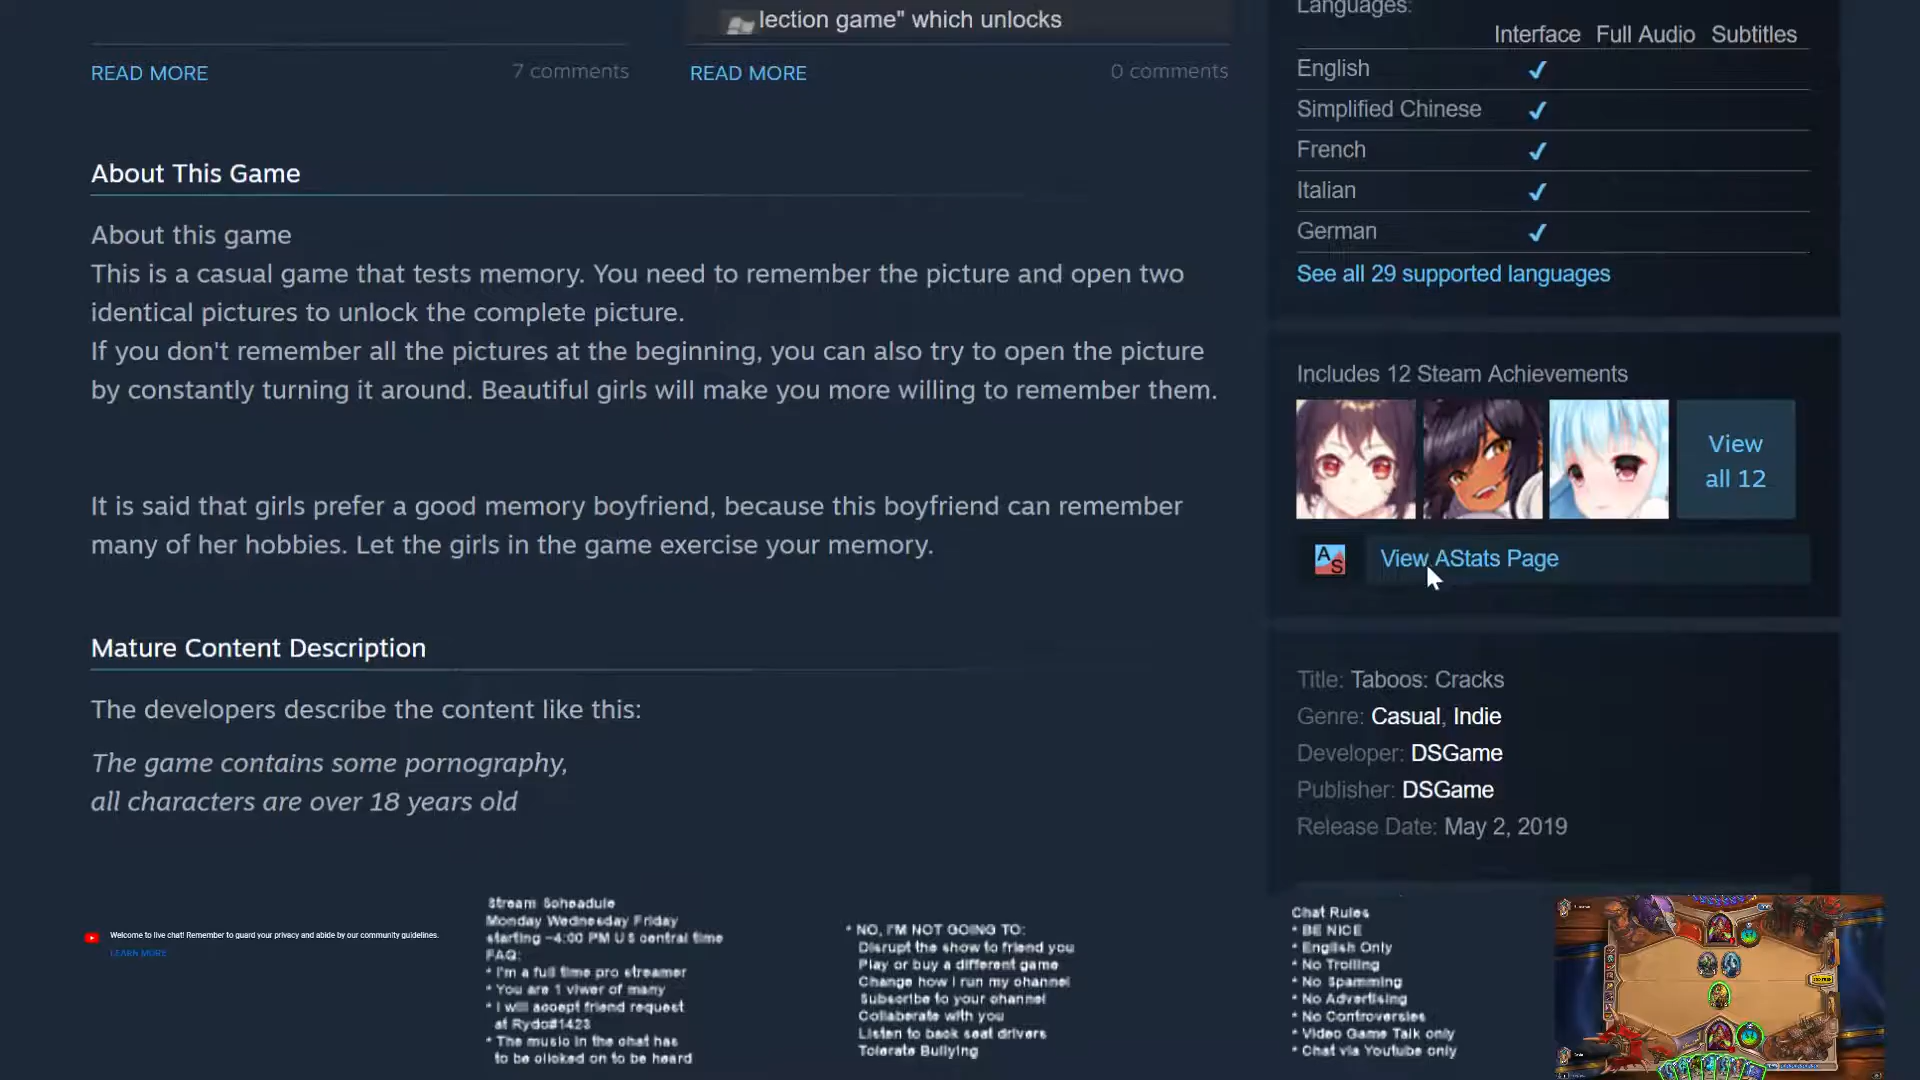 lection game" which unlocks
READ MORE
7 comments
READ MORE
0 comments
About This Game
About this game
This is a casual game that tests memory. You need to remember the picture and open two
identical pictures to unlock the complete picture.
If you don't remember all the pictures at the beginning, you can also try to open the picture
by constantly turning it around. Beautiful girls will make you more willing to remember them.
It is said that girls prefer a good memory boyfriend, because this boyfriend can remember
many of her hobbies. Let the girls in the game exercise your memory.
Mature Content Description
The developers describe the content like this:
The game contains some pornography,
all characters are over 18 years old
Languages:
Interface Full Audio Subtitles
English
Simplified Chinese
French
Italian
German
See all 29 supported languages
Includes 12 Steam Achievements
View
all 12
AS
View AStats Page
Title: Taboos: Cracks
Genre: Casual, Indie
Developer: DSGame
Publisher: DSGame
Release Date: May 2, 2019
Welcome to live chat! Remember to guard your privacy and abide by our community guidelines.
LEARN MORE
Stream Scheadule
Monday Wednesday Friday
starting ~4:00 PM US central time
FAQ:
* I'm a full time pro streamer
* You are 1 viwer of many
* I will accept friend request
at Rydo#1423
* The music in the chat has
to be clicked on to be heard
* NO, I'M NOT GOING TO:
Disrupt the show to friend you
Play or buy a different game
Change how I run my channel
Subscribe to your channel
Collaborate with you
Listen to back seat drivers
Tolerate Bullying
Chat Rules
* BE NICE
* English Only
* No Trolling
* No Spamming
* No Advertising
* No Controversies
* Video Game Talk only
* Chat via Youtube only